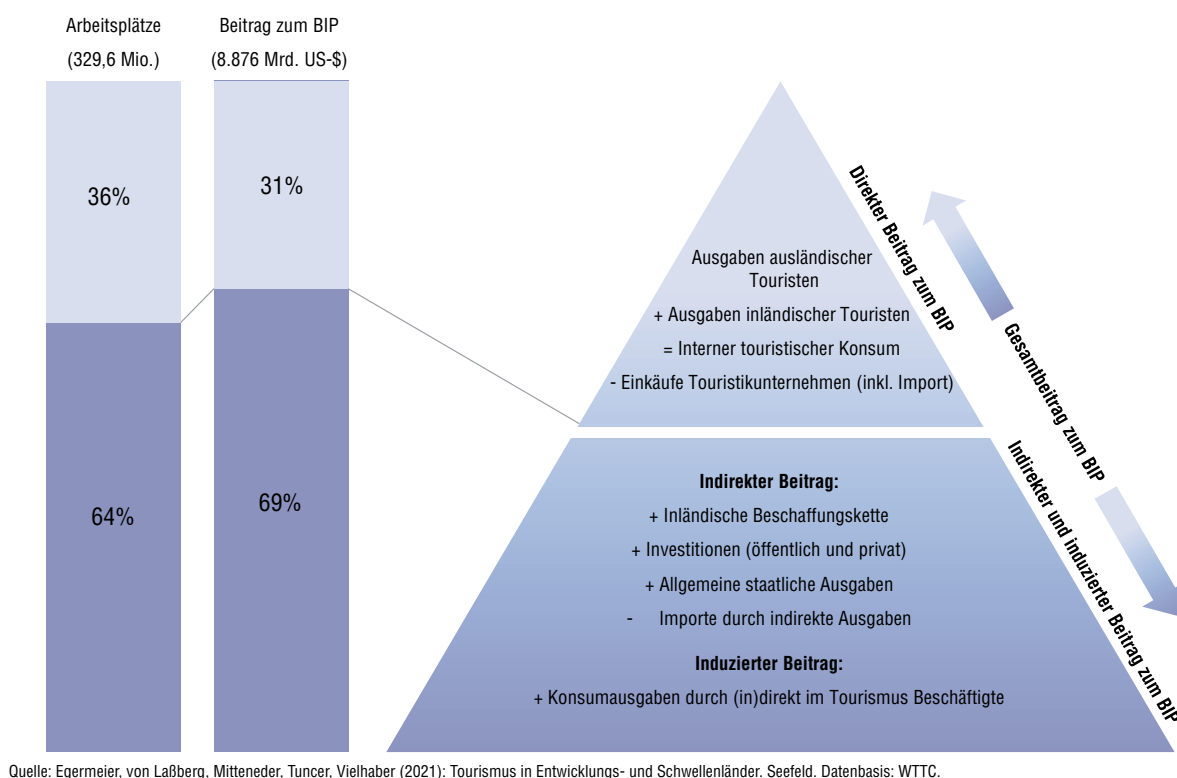 Arbeitsplätze
(329,6 Mio.)
Beitrag zum BIP
(8.876 Mrd. US-$)
36%
31%
64%
69%
Ausgaben ausländischer
Touristen
+ Ausgaben inländischer Touristen
= Interner touristischer Konsum
- Einkäufe Touristikunternehmen (inkl. Import)
Direkter Beitrag zum BIP
Gesamtbeitrag zum BIP
Indirekter Beitrag:
+ Inländische Beschaffungskette
+ Investitionen (öffentlich und privat)
+ Allgemeine staatliche Ausgaben
- Importe durch indirekte Ausgaben
Induzierter Beitrag:
+ Konsumausgaben durch (in)direkt im Tourismus Beschäftigte
Indirekter und induzierter Beitrag zum BIP
Quelle: Egermeier, von Laßberg, Mitteneder, Tuncer, Vielhaber (2021): Tourismus in Entwicklungs- und Schwellenländer. Seefeld. Datenbasis: WTTC.